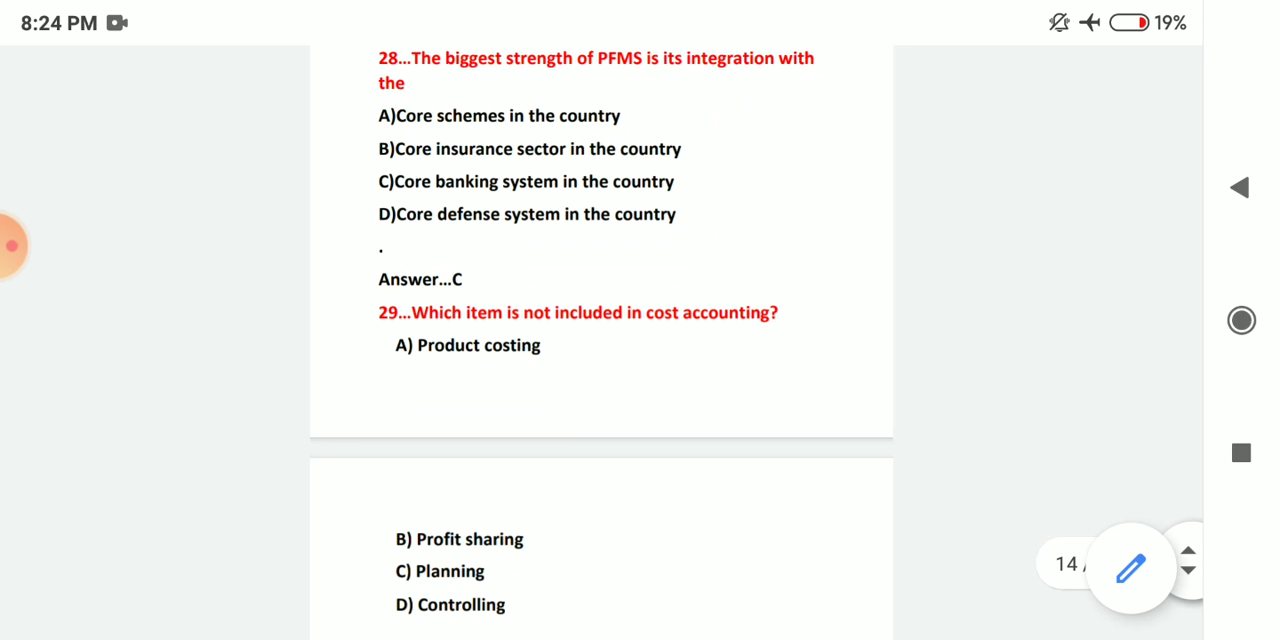 8:24 PM
19%
28...The biggest strength of PFMS is its integration with
the
A)Core schemes in the country
B)Core insurance sector in the country
C)Core banking system in the country
D)Core defense system in the country
.
Answer...C
29...Which item is not included in cost accounting?
A) Product costing
B) Profit sharing
C) Planning
D) Controlling
14 /